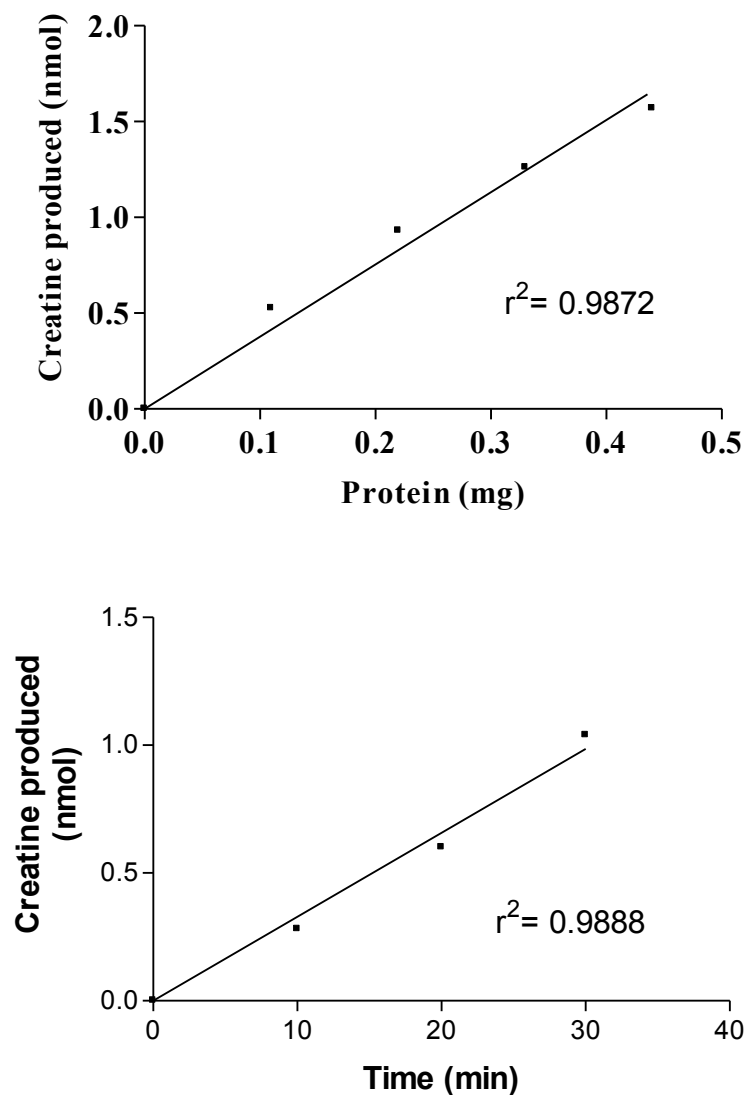 2.0
1.5
1.0
0.5
0.0
Creatine produced (nmol)
r²= 0.9872
0.0 0.1 0.2 0.3 0.4 0.5
Protein (mg)
1.5
1.0
0.5
0.0
Creatine produced
(nmol)
r²= 0.9888
0 10 20 30 40
Time (min)